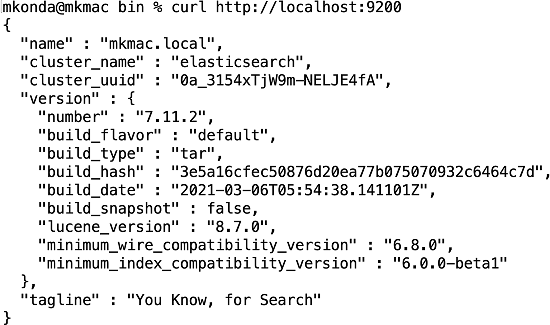 mkonda@mkmac bin % curl http://localhost:9200
{
  "name" : "mkmac.local",
  "cluster_name" : "elasticsearch",
  "cluster_uuid" : "0a_3154xTjW9m-NELJE4fA",
  "version" : {
    "number" : "7.11.2",
    "build_flavor" : "default",
    "build_type" : "tar",
    "build_hash" : "3e5a16cfec50876d20ea77b075070932c6464c7d",
    "build_date" : "2021-03-06T05:54:38.141101Z",
    "build_snapshot" : false,
    "lucene_version" : "8.7.0",
    "minimum_wire_compatibility_version" : "6.8.0",
    "minimum_index_compatibility_version" : "6.0.0-beta1"
  },
  "tagline" : "You Know, for Search"
}